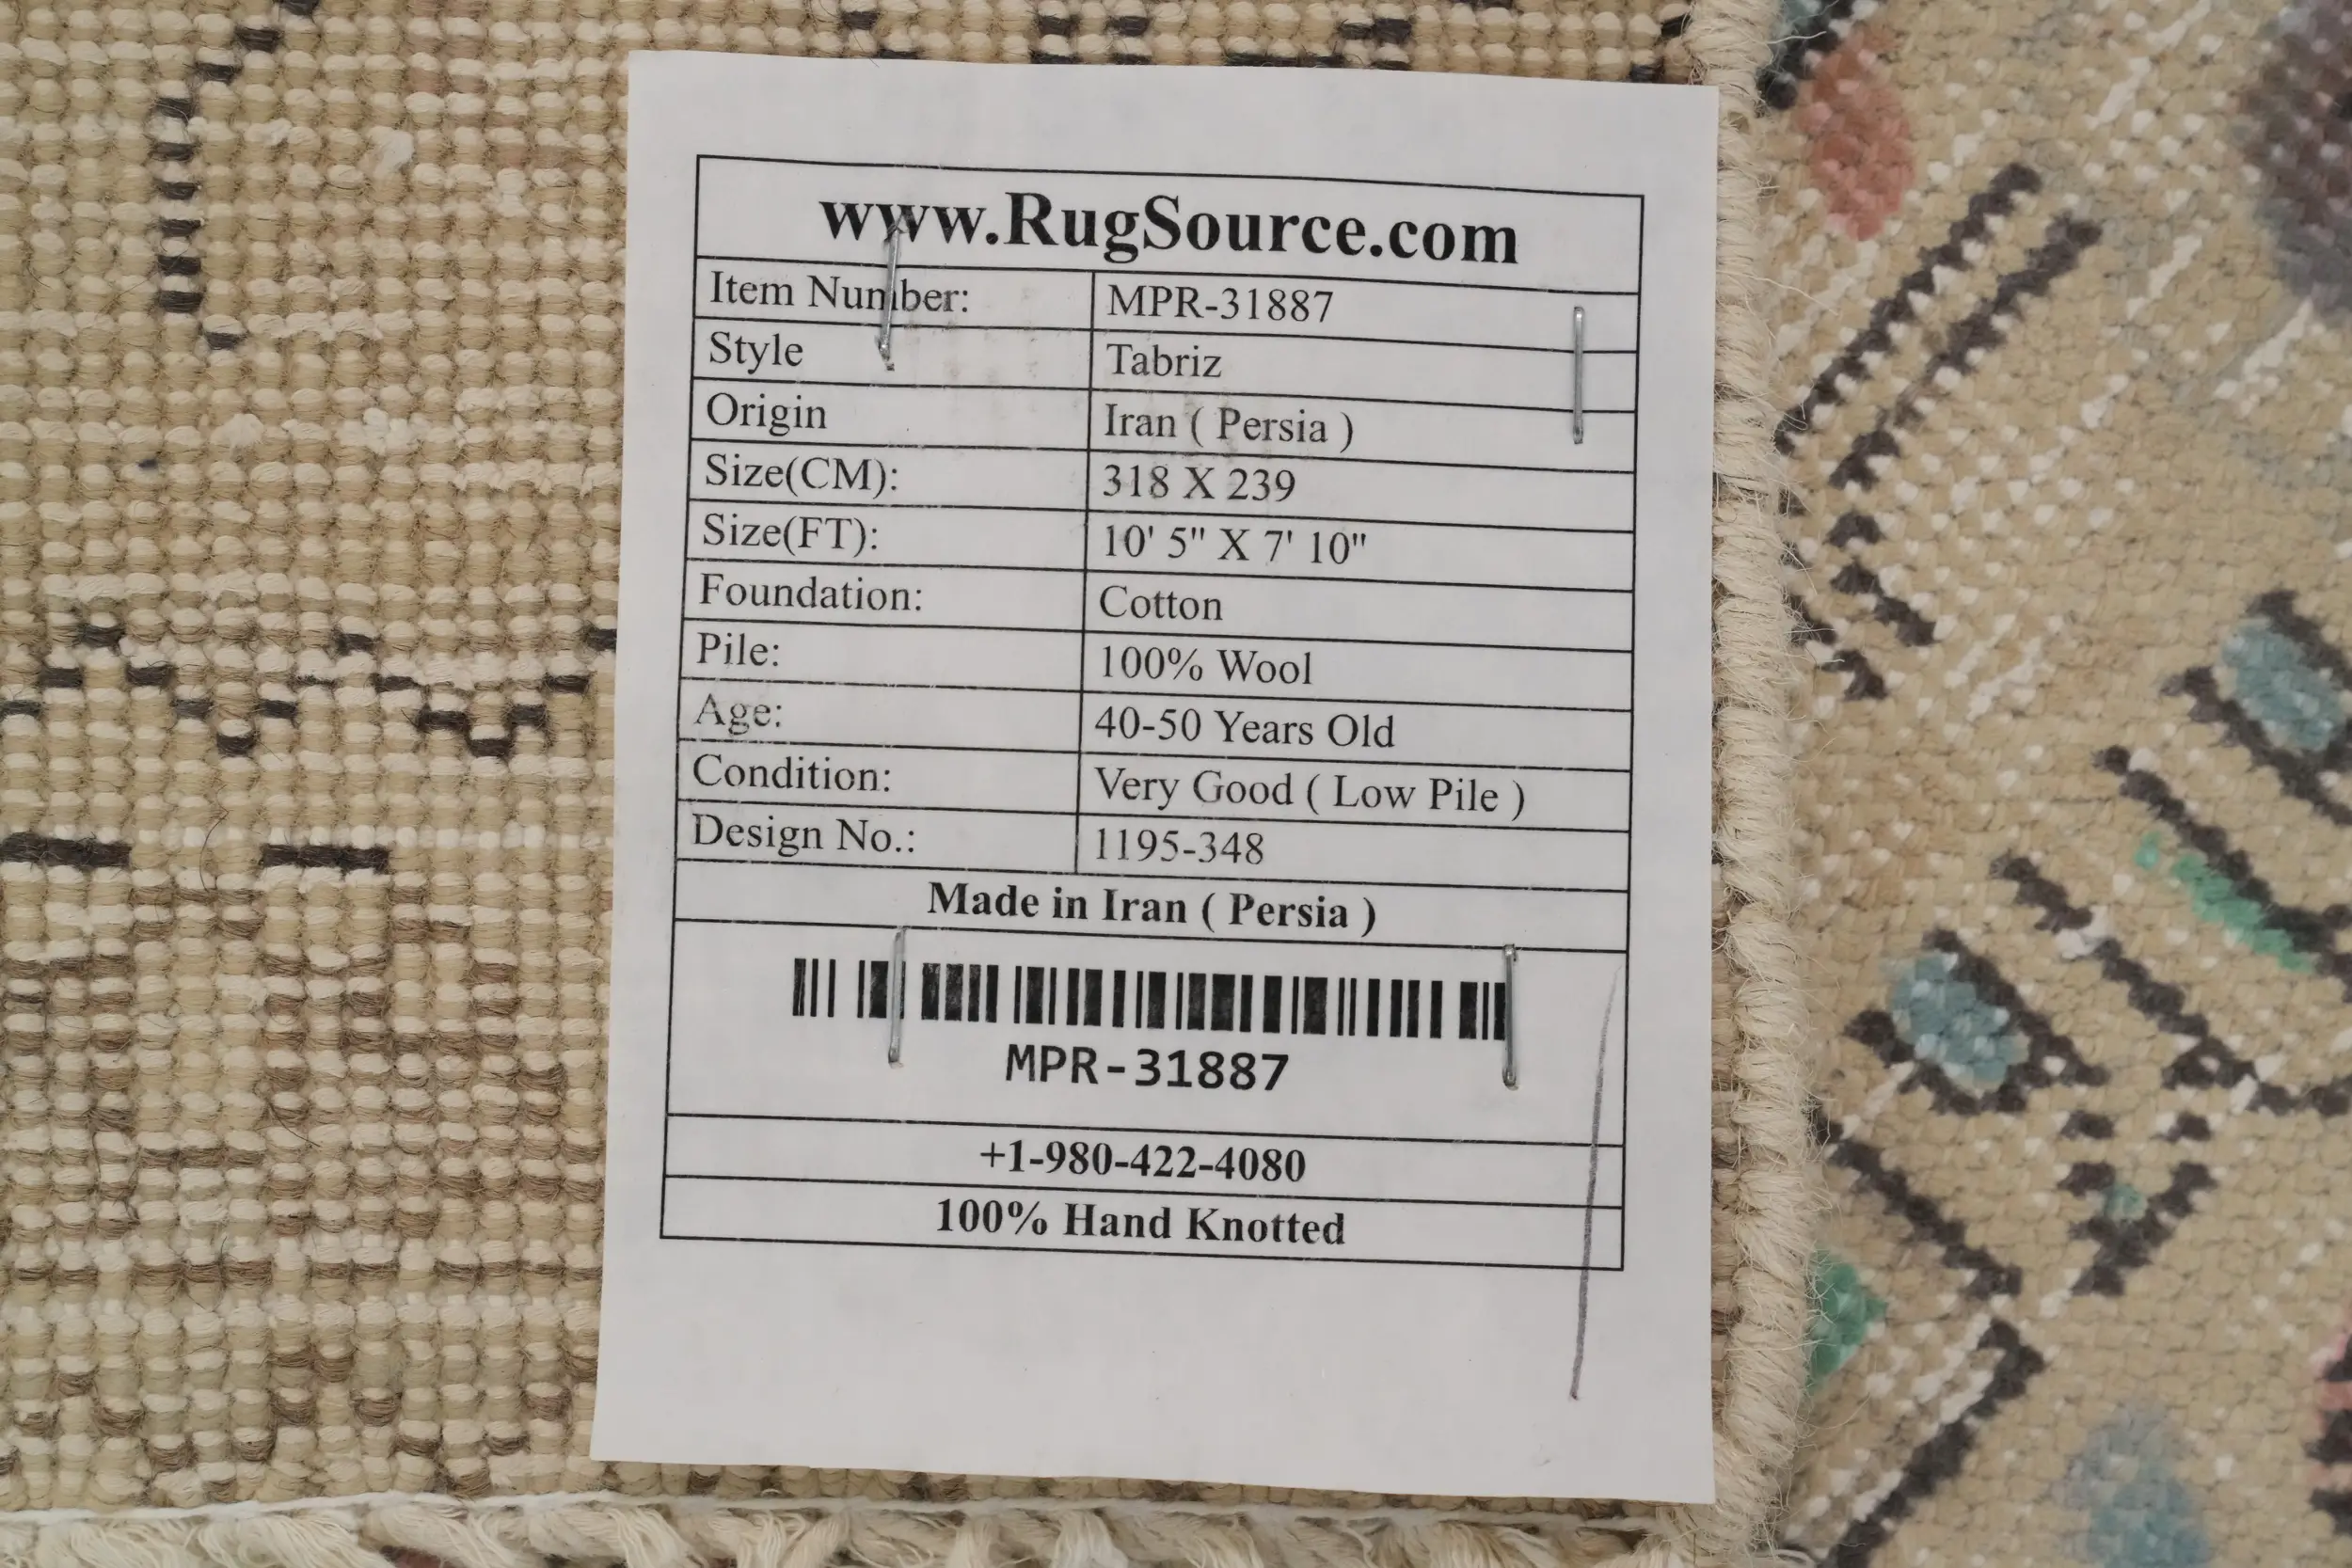 www.RugSource.com
Item Number: MPR-31887
Style Tabriz
Origin Iran ( Persia )
Size(CM): 318 X 239
Size(FT): 10' 5" X 7' 10"
Foundation: Cotton
Pile: 100% Wool
Age: 40-50 Years Old
Condition: Very Good ( Low Pile )
Design No.: 1195-348
Made in Iran ( Persia )
MPR-31887
+1-980-422-4080
100% Hand Knotted